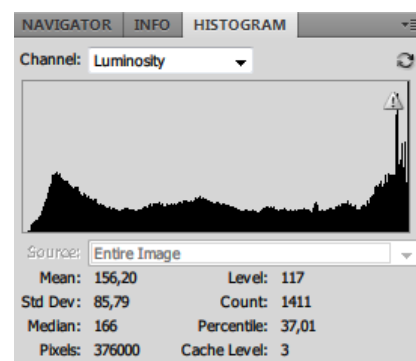 NAVIGATOR INFO HISTOGRAM
Channel: Luminosity
Source: Entire Image
Mean: 156,20 Level: 117
Std Dev: 85,79 Count: 1411
Median: 166 Percentile: 37,01
Pixels: 376000 Cache Level: 3